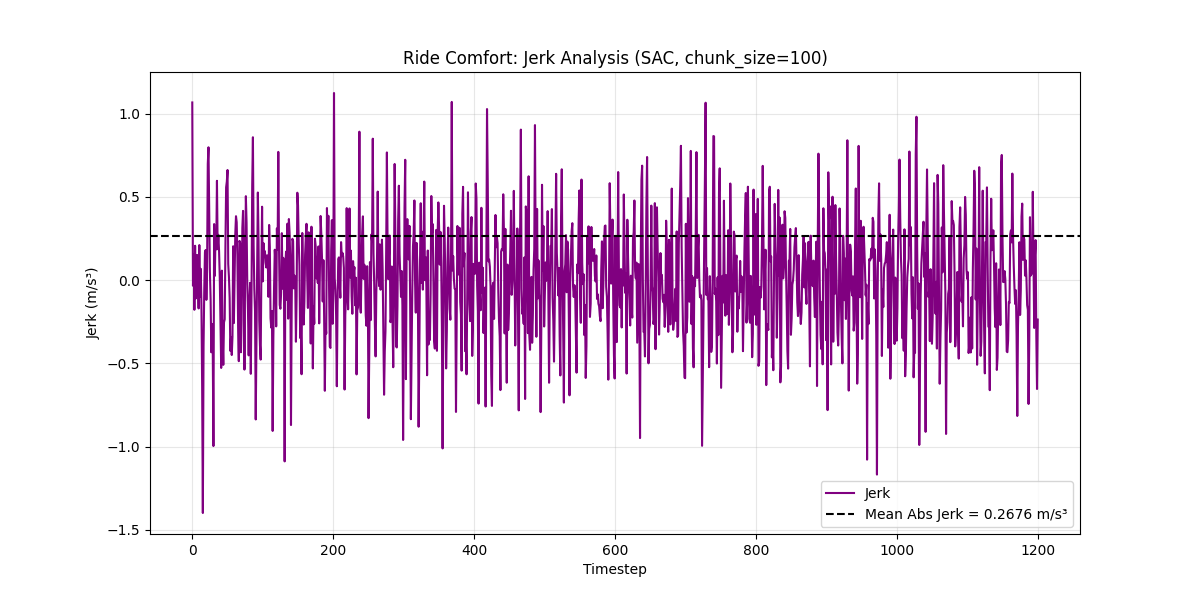 Ride Comfort: Jerk Analysis (SAC, chunk_size=100)
Jerk (m/s³)
1.0
0.5
0.0
−0.5
−1.0
−1.5
Jerk
Mean Abs Jerk = 0.2676 m/s³
0 200 400 600 800 1000 1200
Timestep